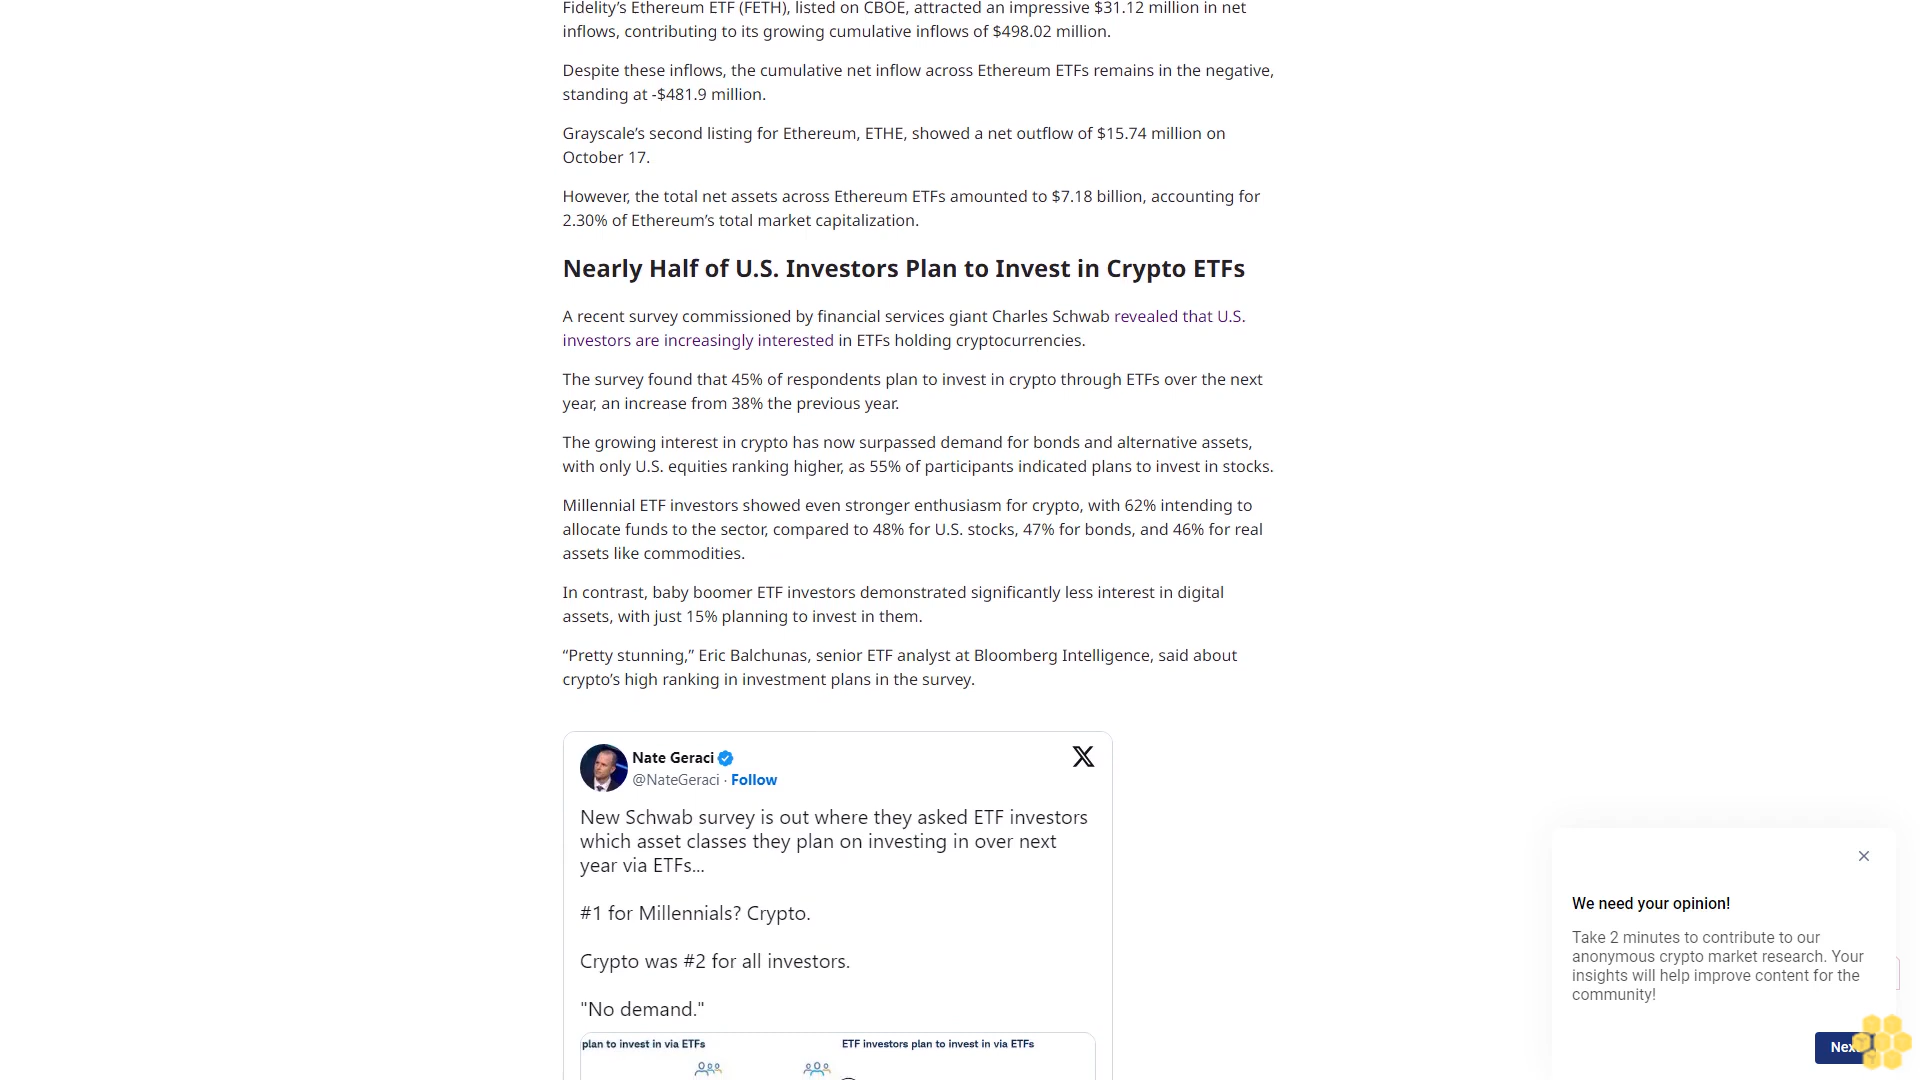 Fidelity’s Ethereum ETF (FETH), listed on CBOE, attracted an impressive $31.12 million in net
inflows, contributing to its growing cumulative inflows of $498.02 million.
Despite these inflows, the cumulative net inflow across Ethereum ETFs remains in the negative,
standing at -$481.9 million.
Grayscale’s second listing for Ethereum, ETHE, showed a net outflow of $15.74 million on
October 17.
However, the total net assets across Ethereum ETFs amounted to $7.18 billion, accounting for
2.30% of Ethereum’s total market capitalization.
Nearly Half of U.S. Investors Plan to Invest in Crypto ETFs
A recent survey commissioned by financial services giant Charles Schwab revealed that U.S.
investors are increasingly interested in ETFs holding cryptocurrencies.
The survey found that 45% of respondents plan to invest in crypto through ETFs over the next
year, an increase from 38% the previous year.
The growing interest in crypto has now surpassed demand for bonds and alternative assets,
with only U.S. equities ranking higher, as 55% of participants indicated plans to invest in stocks.
Millennial ETF investors showed even stronger enthusiasm for crypto, with 62% intending to
allocate funds to the sector, compared to 48% for U.S. stocks, 47% for bonds, and 46% for real
assets like commodities.
In contrast, baby boomer ETF investors demonstrated significantly less interest in digital
assets, with just 15% planning to invest in them.
“Pretty stunning,” Eric Balchunas, senior ETF analyst at Bloomberg Intelligence, said about
crypto’s high ranking in investment plans in the survey.
Nate Geraci
@NateGeraci · Follow
New Schwab survey is out where they asked ETF investors
which asset classes they plan on investing in over next
year via ETFs...
#1 for Millennials? Crypto.
Crypto was #2 for all investors.
"No demand."
plan to invest in via ETFs
ETF investors plan to invest in via ETFs
We need your opinion!
Take 2 minutes to contribute to our
anonymous crypto market research. Your
insights will help improve content for the
community!